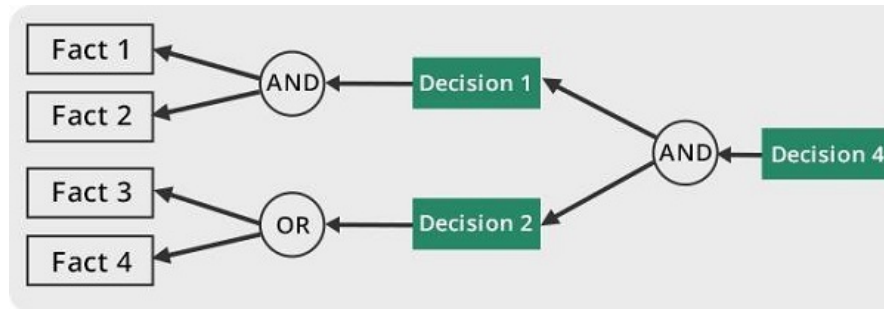 Fact 1
Fact 2
AND
Decision 1
Fact 3
Fact 4
OR
Decision 2
AND
Decision 4